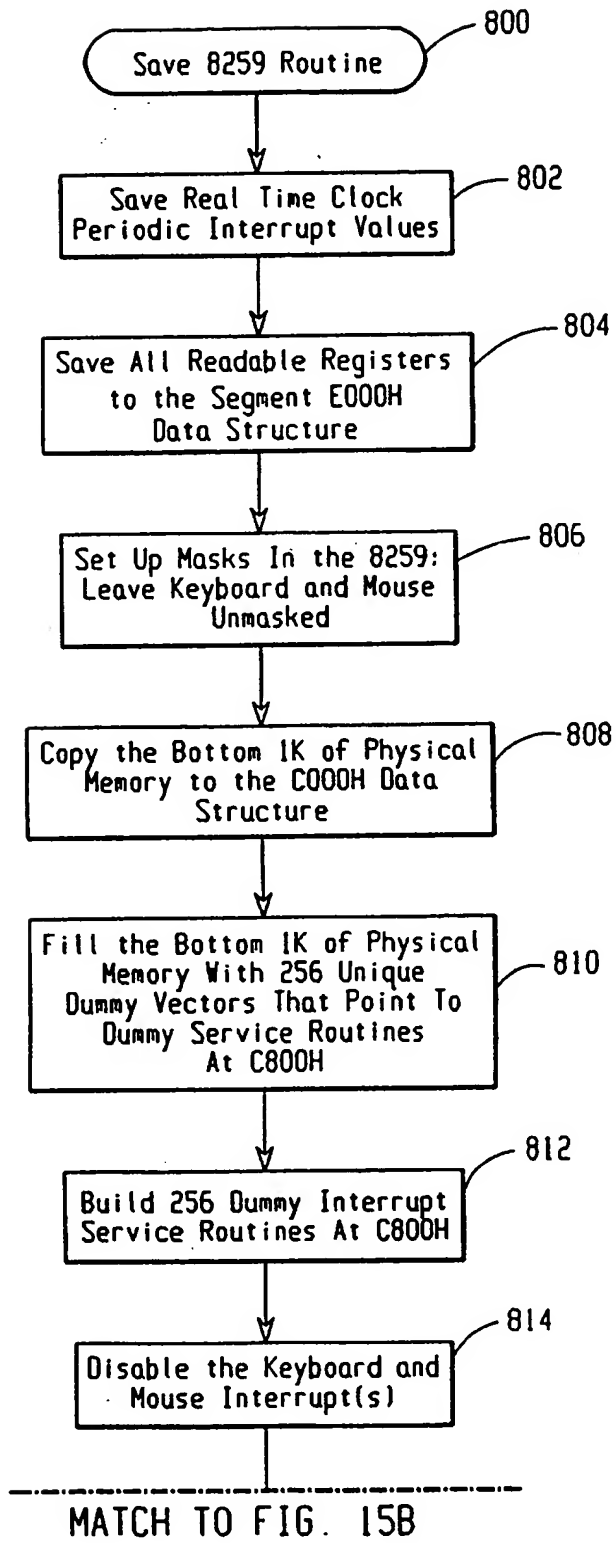 800
Save 8259 Routine
802
Save Real Time Clock
Periodic Interrupt Values
804
Save All Readable Registers
to the Segment E000H
Data Structure
806
Set Up Masks In the 8259:
Leave Keyboard and Mouse
Unmasked
808
Copy the Bottom 1K of Physical
Memory to the C000H Data
Structure
810
Fill the Bottom 1K of Physical
Memory With 256 Unique
Dummy Vectors That Point To
Dummy Service Routines
At C800H
812
Build 256 Dummy Interrupt
Service Routines At C800H
814
Disable the Keyboard and
Mouse Interrupt(s)
MATCH TO FIG. 15B